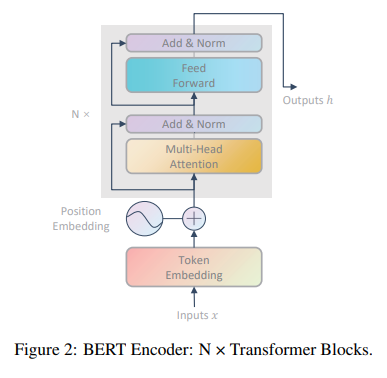 Add & Norm
Feed
Forward
Outputs h
N ×
Add & Norm
Multi-Head
Attention
Position
Embedding
Token
Embedding
Inputs x
Figure 2: BERT Encoder: N × Transformer Blocks.